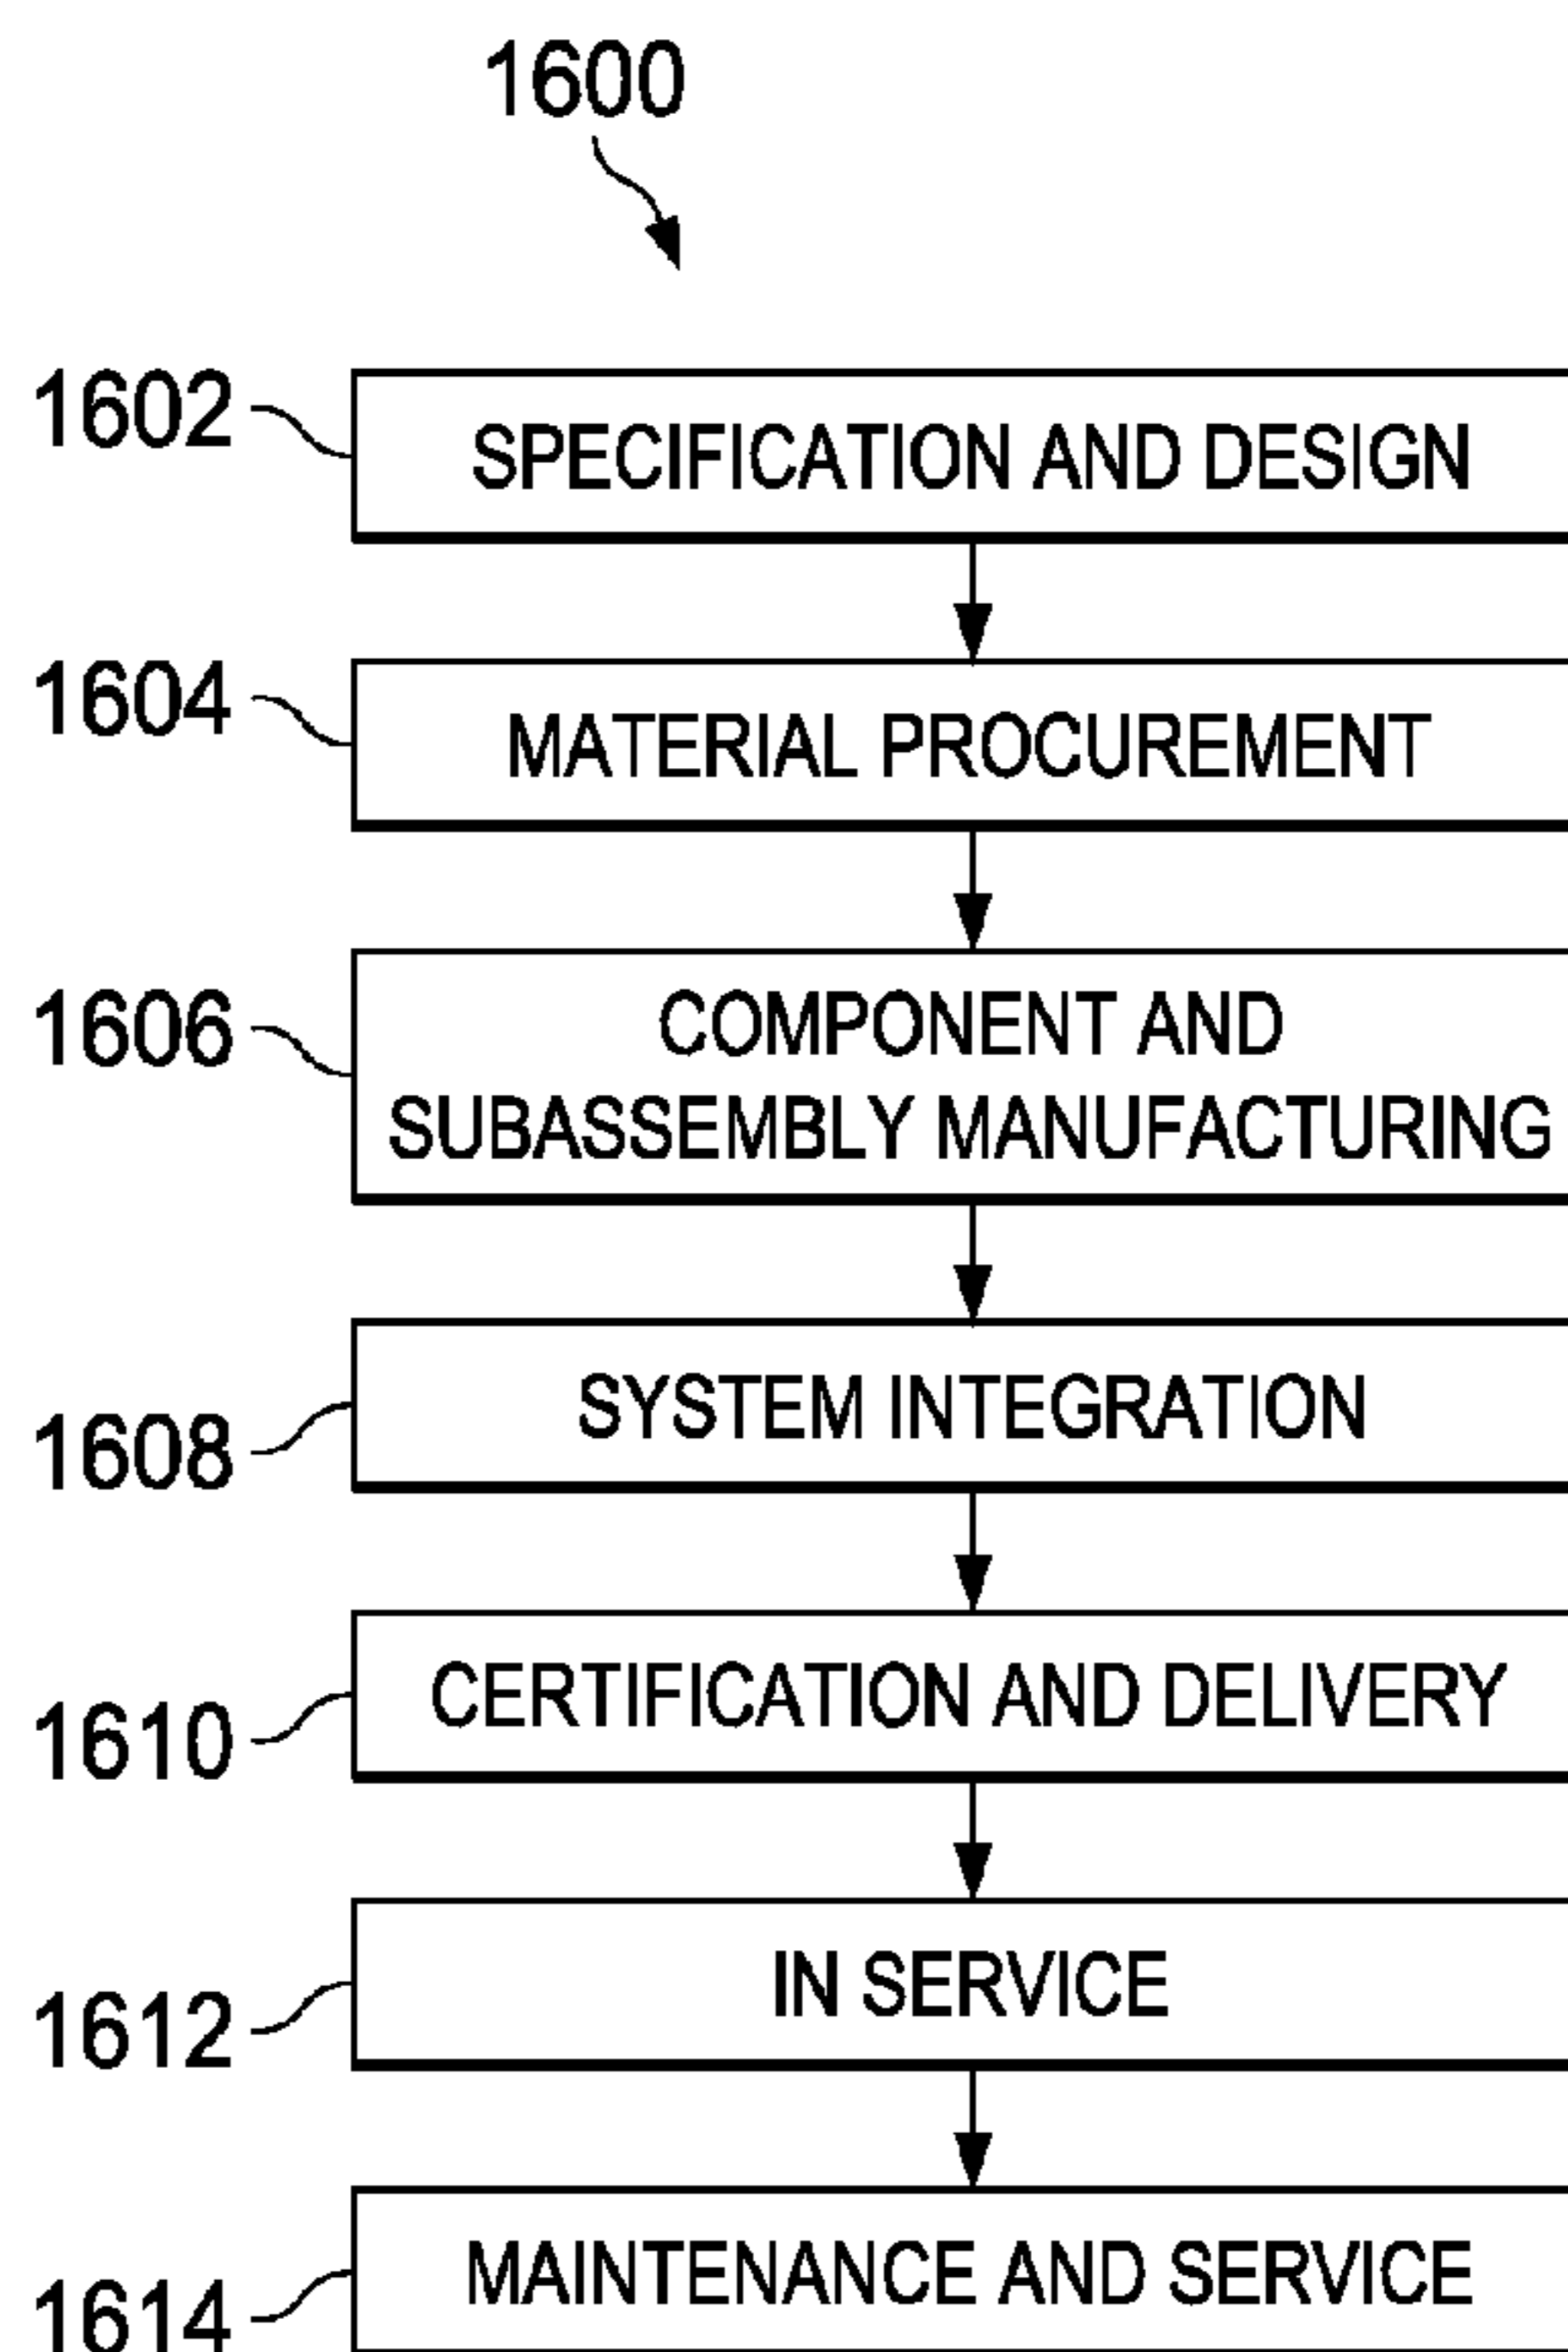 1600
1602
SPECIFICATION AND DESIGN
1604
MATERIAL PROCUREMENT
1606
COMPONENT AND
SUBASSEMBLY MANUFACTURING
1608
SYSTEM INTEGRATION
1610
CERTIFICATION AND DELIVERY
1612
IN SERVICE
1614
MAINTENANCE AND SERVICE